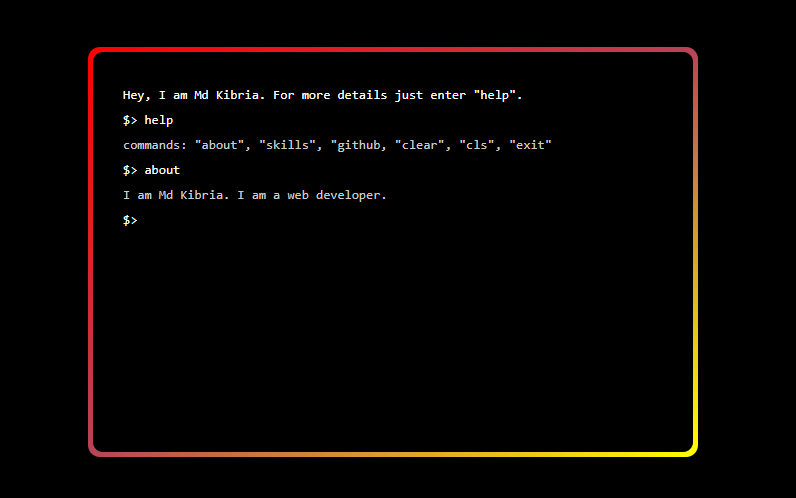 Hey, I am Md Kibria. For more details just enter "help".
$> help
commands: "about", "skills", "github, "clear", "cls", "exit"
$> about
I am Md Kibria. I am a web developer.
$>